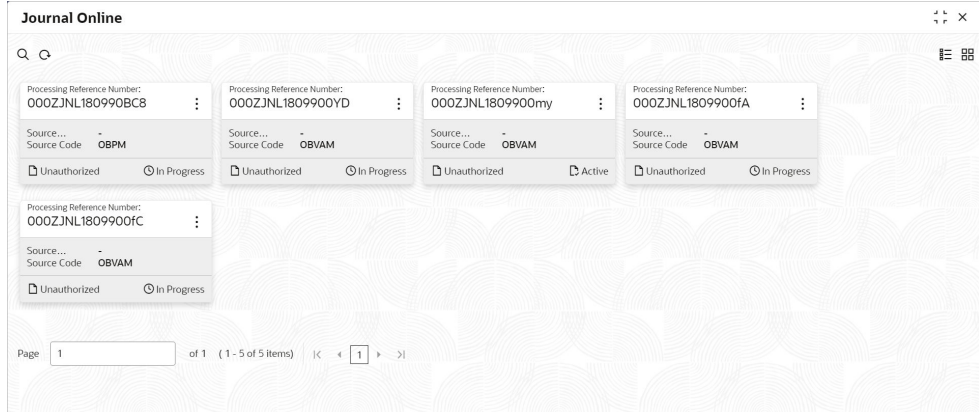 Journal Online
Processing Reference Number:
000ZJNL180990BC8
Source... -
Source Code OBPM
Unauthorized In Progress
Processing Reference Number:
000ZJNL1809900YD
Source... -
Source Code OBVAM
Unauthorized In Progress
Processing Reference Number:
000ZJNL1809900my
Source... -
Source Code OBVAM
Unauthorized Active
Processing Reference Number:
000ZJNL1809900fA
Source... -
Source Code OBVAM
Unauthorized In Progress
Processing Reference Number:
000ZJNL1809900fC
Source... -
Source Code OBVAM
Unauthorized In Progress
Page 1 of 1 ( 1 - 5 of 5 items) 1